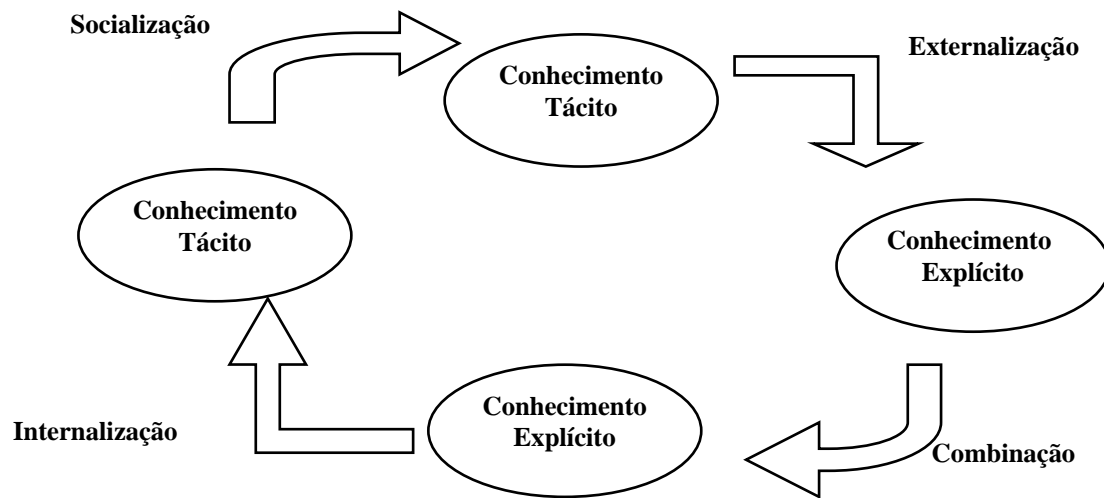 Socialização
Conhecimento
Tácito
Externalização
Conhecimento
Tácito
Conhecimento
Explícito
Internalização
Conhecimento
Explícito
Combinação